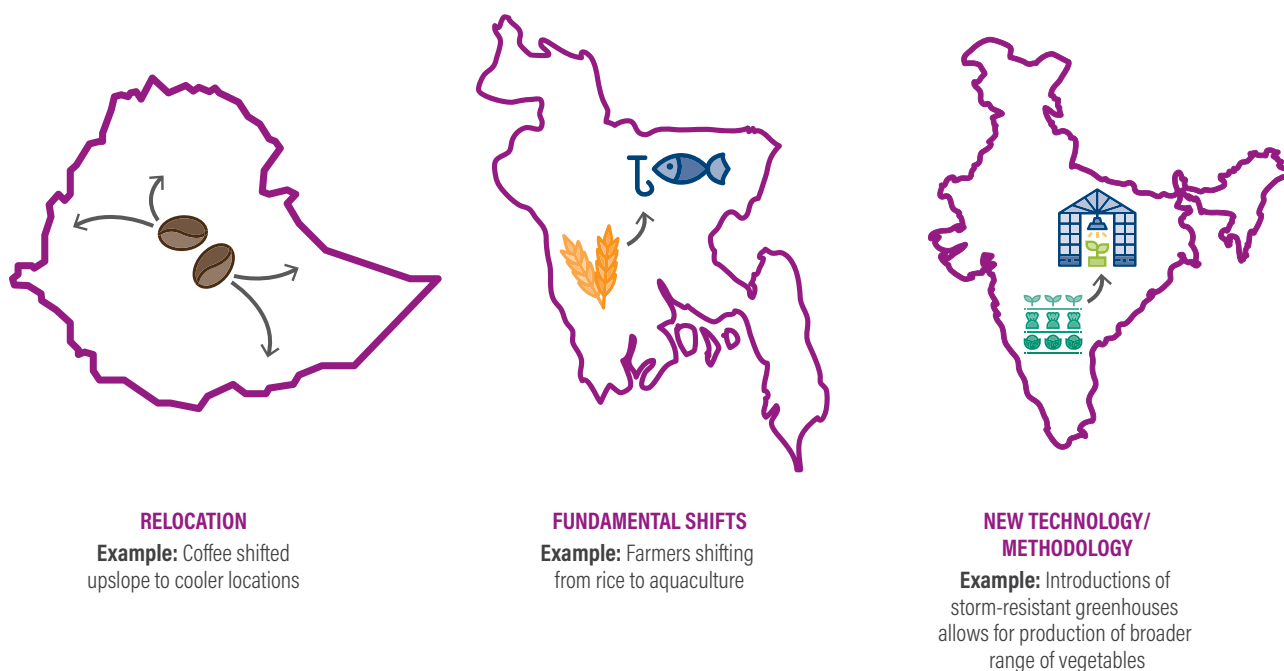 RELOCATION
Example: Coffee shifted
upslope to cooler locations
FUNDAMENTAL SHIFTS
Example: Farmers shifting
from rice to aquaculture
NEW TECHNOLOGY/
METHODOLOGY
Example: Introductions of
storm-resistant greenhouses
allows for production of broader
range of vegetables